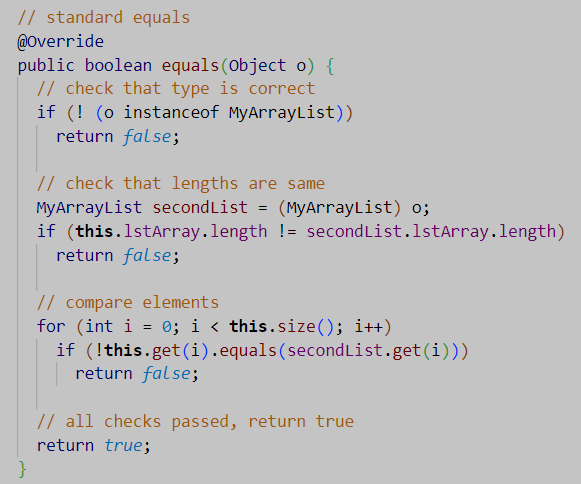 // standard equals
@Override
public boolean equals(Object o) {
// check that type is correct
if (! (o instanceof MyArrayList))
return false;
// check that lengths are same
MyArrayList secondList = (MyArrayList) o;
if (this.lstArray.length != secondList.lstArray.length)
return false;
// compare elements
for (int i = 0; i < this.size(); i++)
if (!this.get(i).equals(secondList.get(i)))
return false;
// all checks passed, return true
return true;
}